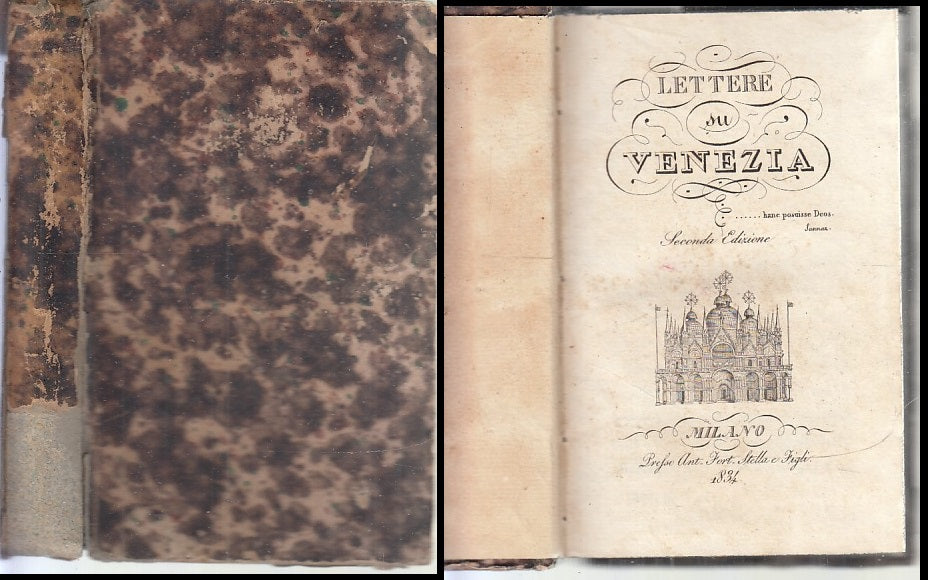 LETTERE
su
VENEZIA
...... hanc posuisse Deos.
Sannaz.
Seconda Edizione
MILANO
Presso Ant. Fort. Stella e Figli.
1834